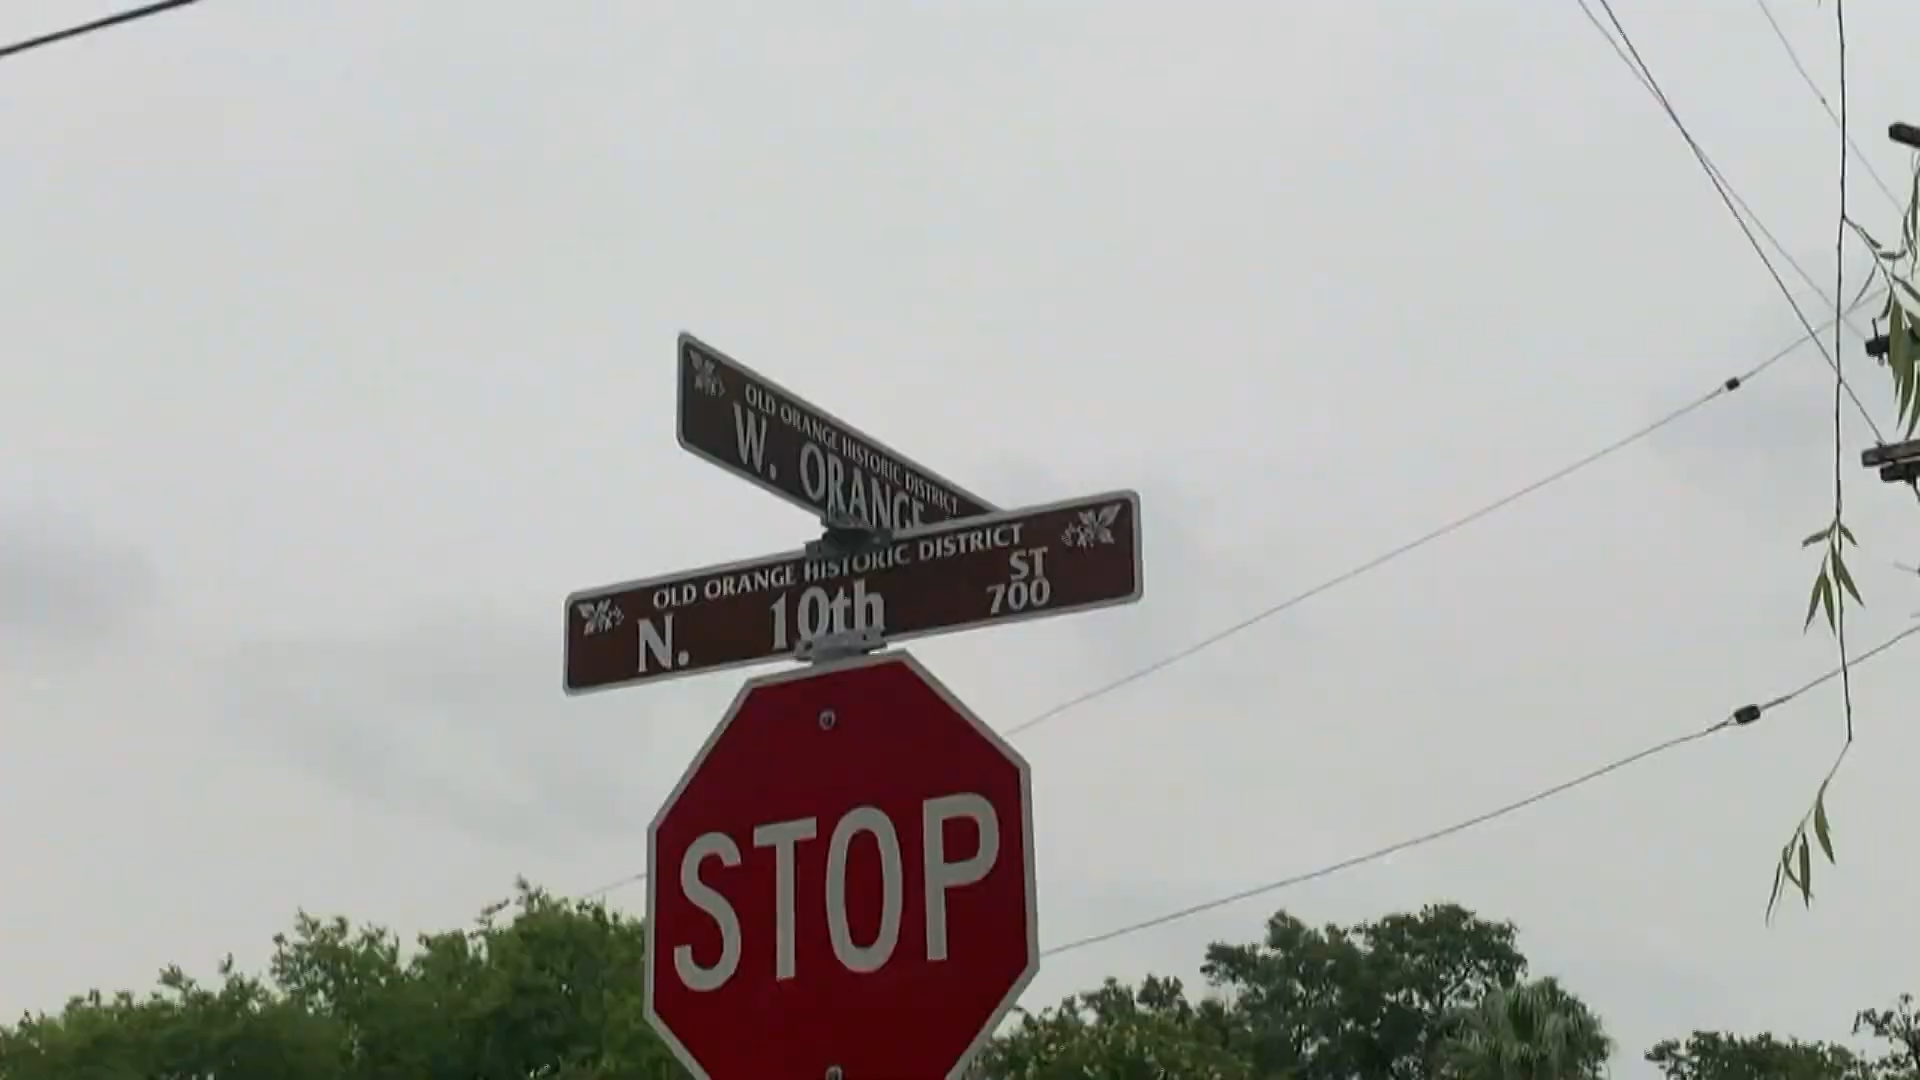 OLD ORANGE HISTORIC DISTRICT
W. ORANGE
OLD ORANGE HISTORIC DISTRICT
N. 10th ST
700
STOP